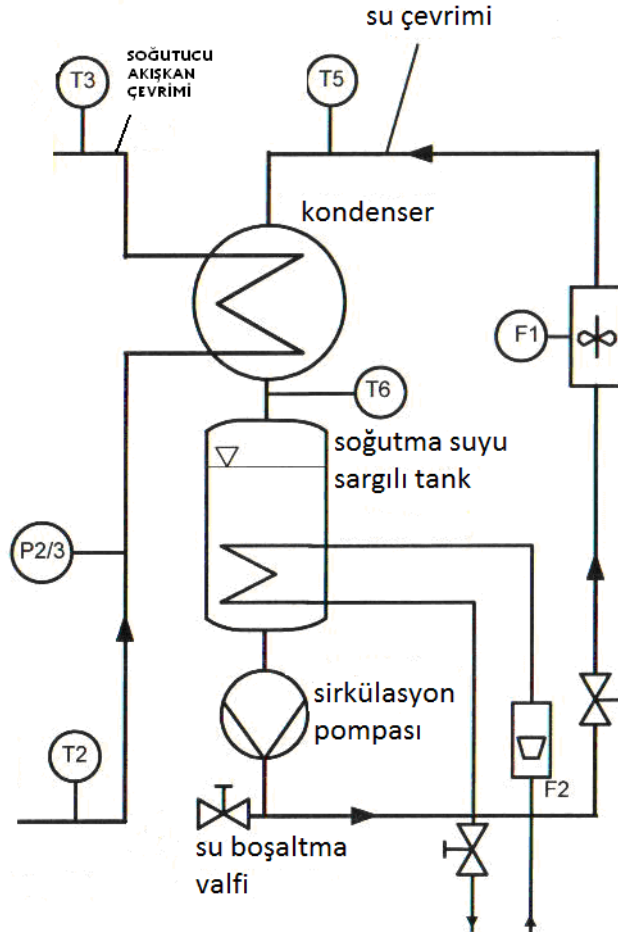 su çevrimi
T3
SOĞUTUCU
AKIŞKAN
ÇEVRİMİ
T5
kondenser
F1
T6
soğutma suyu
sargılı tank
P2/3
sirkülasyon
pompası
T2
F2
su boşaltma
valfi